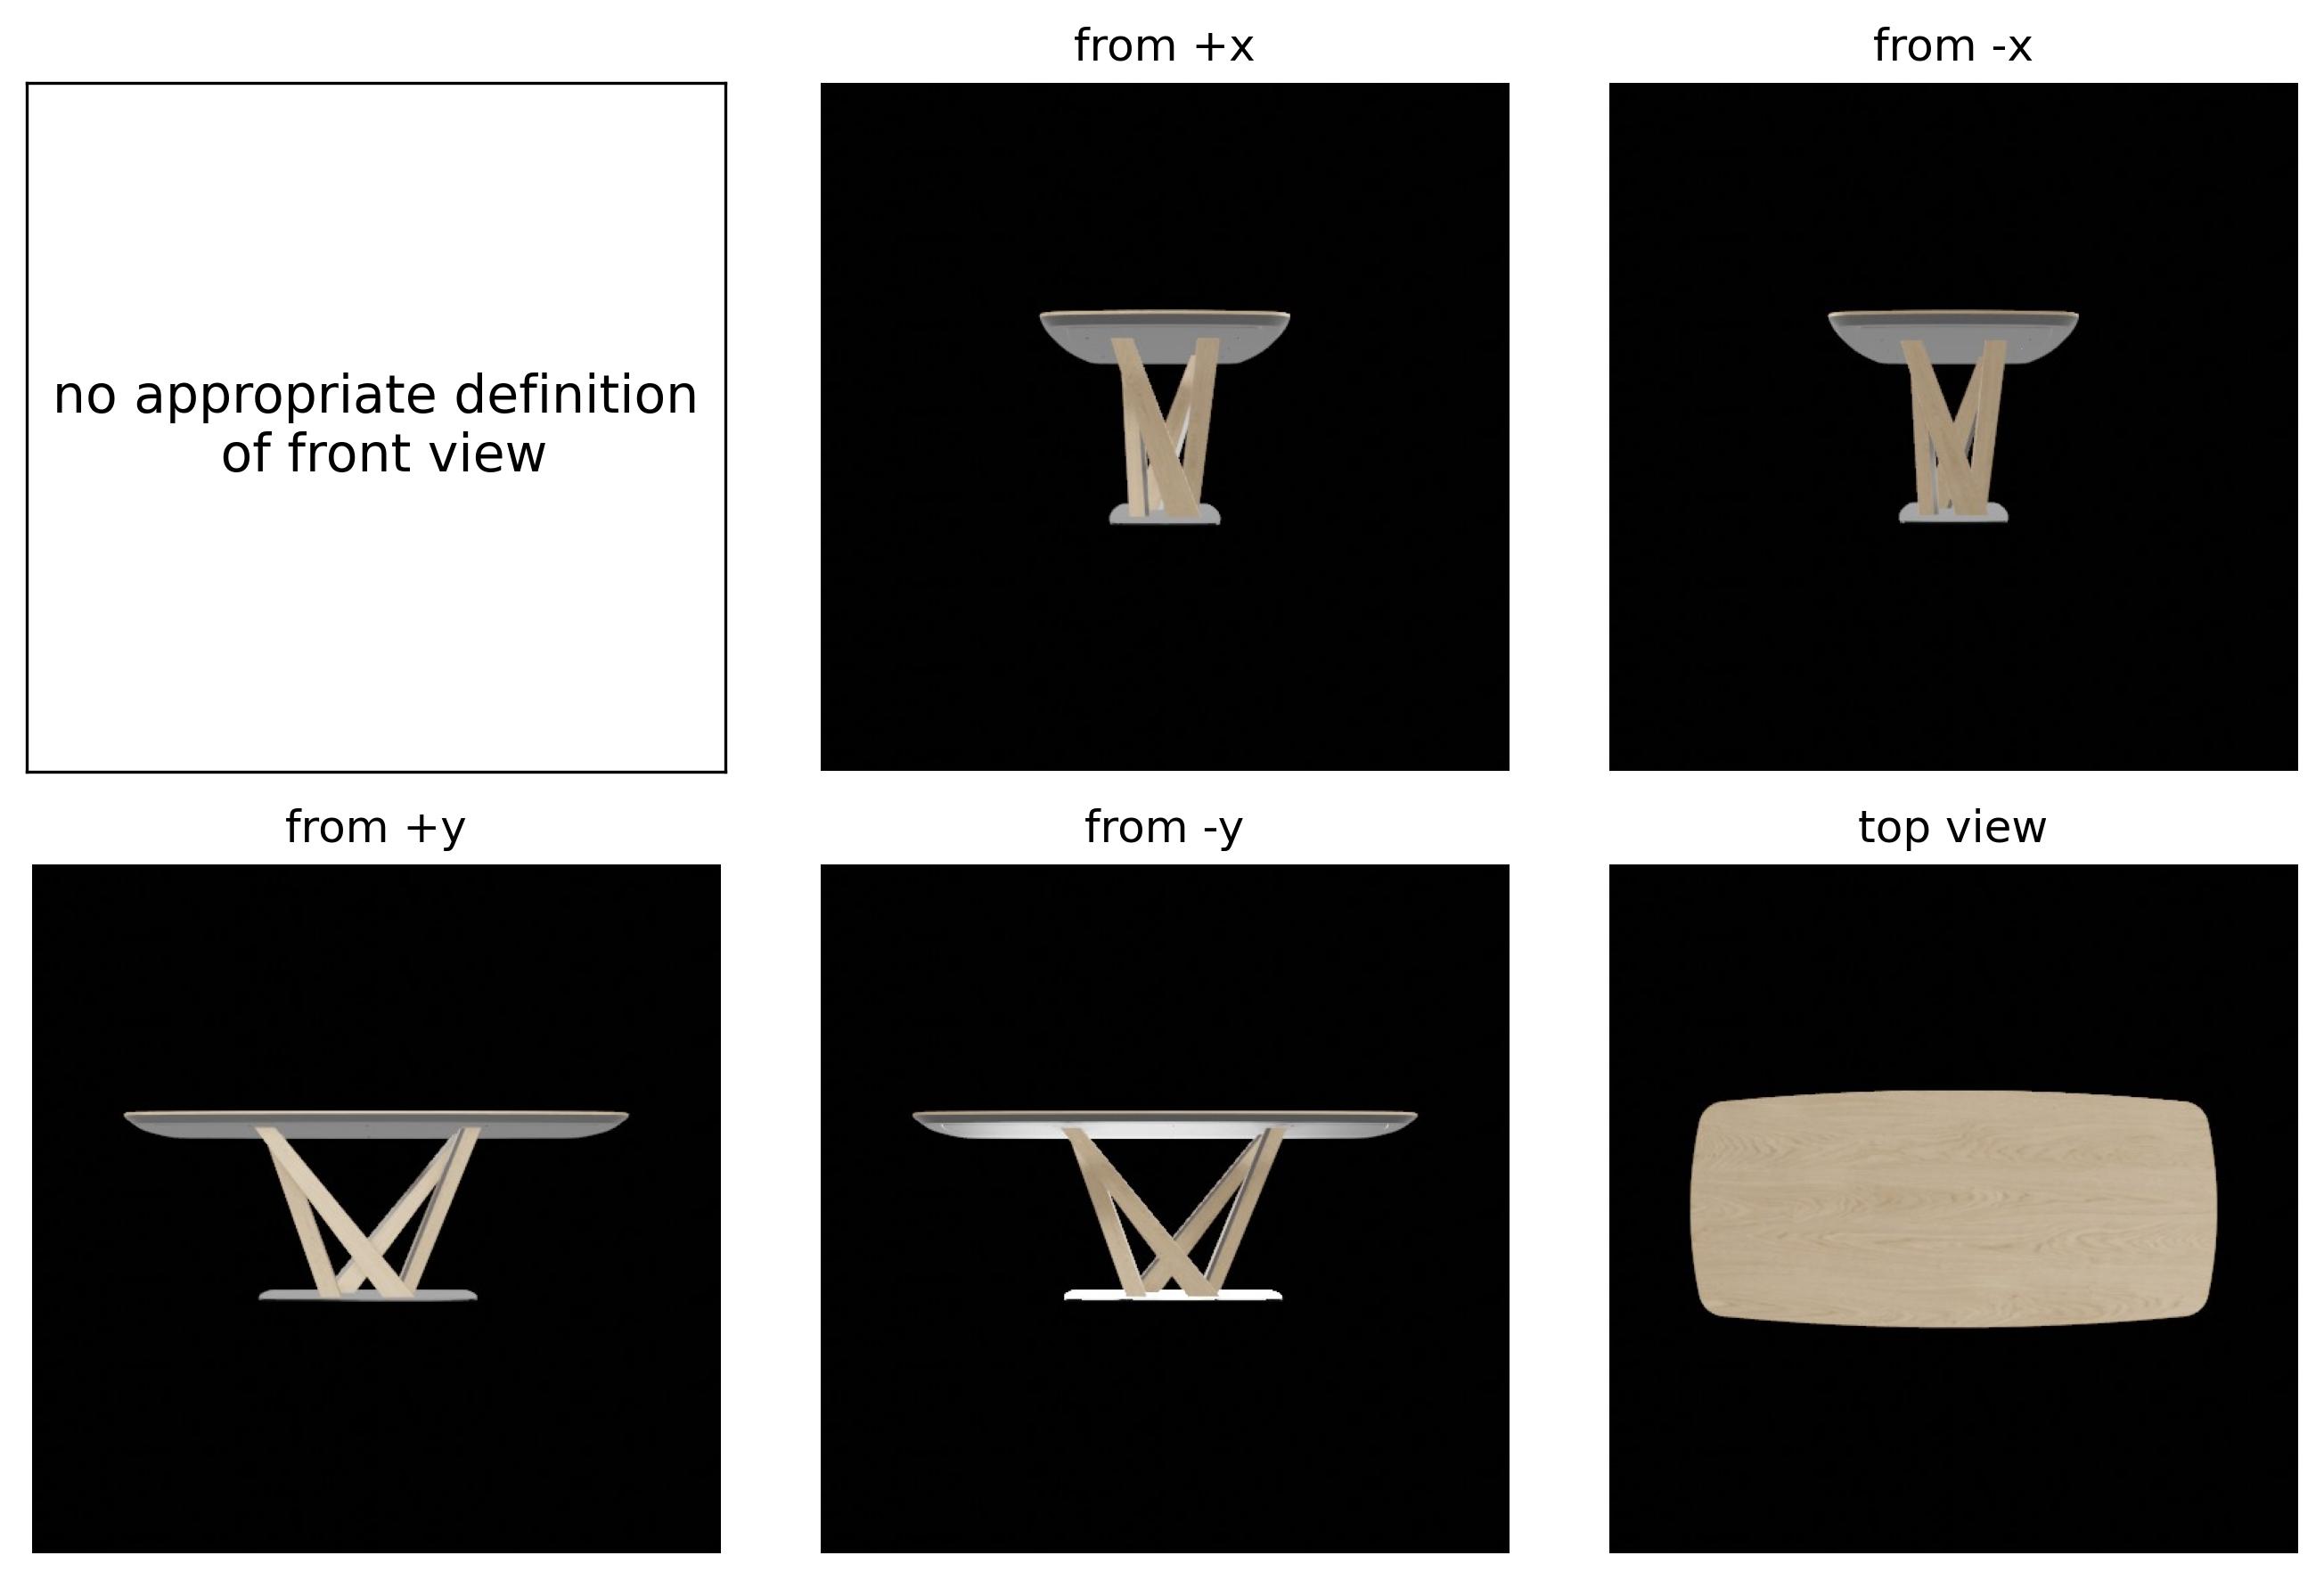 from +x
from -x
no appropriate definition
of front view
from +y
from -y
top view